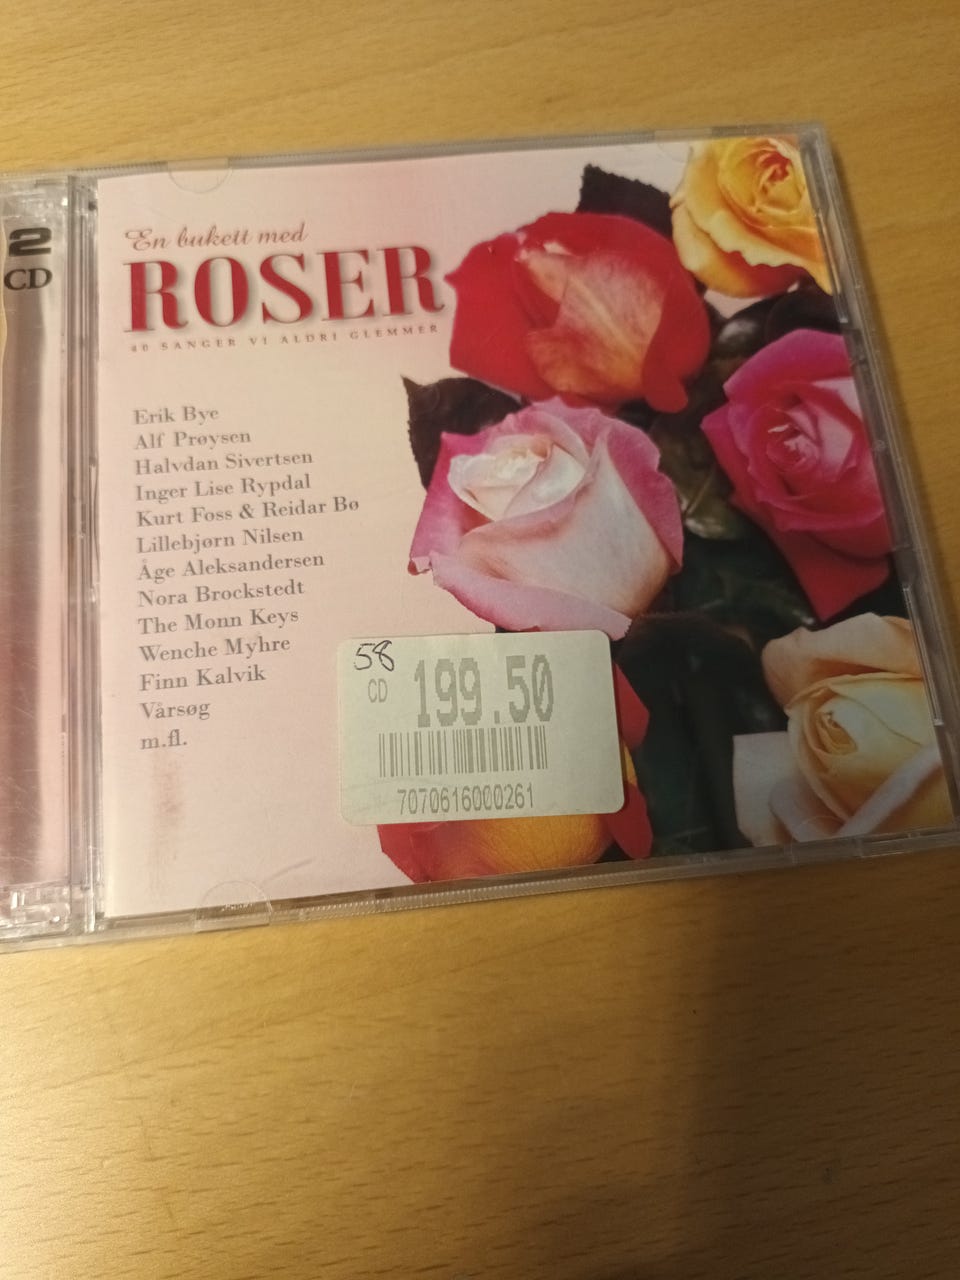 2
CD
En bukett med
ROSER
40 SANGER VI ALDRI GLEMMER
Erik Bye
Alf Prøysen
Halvdan Sivertsen
Inger Lise Rypdal
Kurt Foss & Reidar Bø
Lillebjørn Nilsen
Åge Aleksandersen
Nora Brockstedt
The Monn Keys
Wenche Myhre
Finn Kalvik
Vårsøg
m.fl.
58
CD 199.50
7070616000261